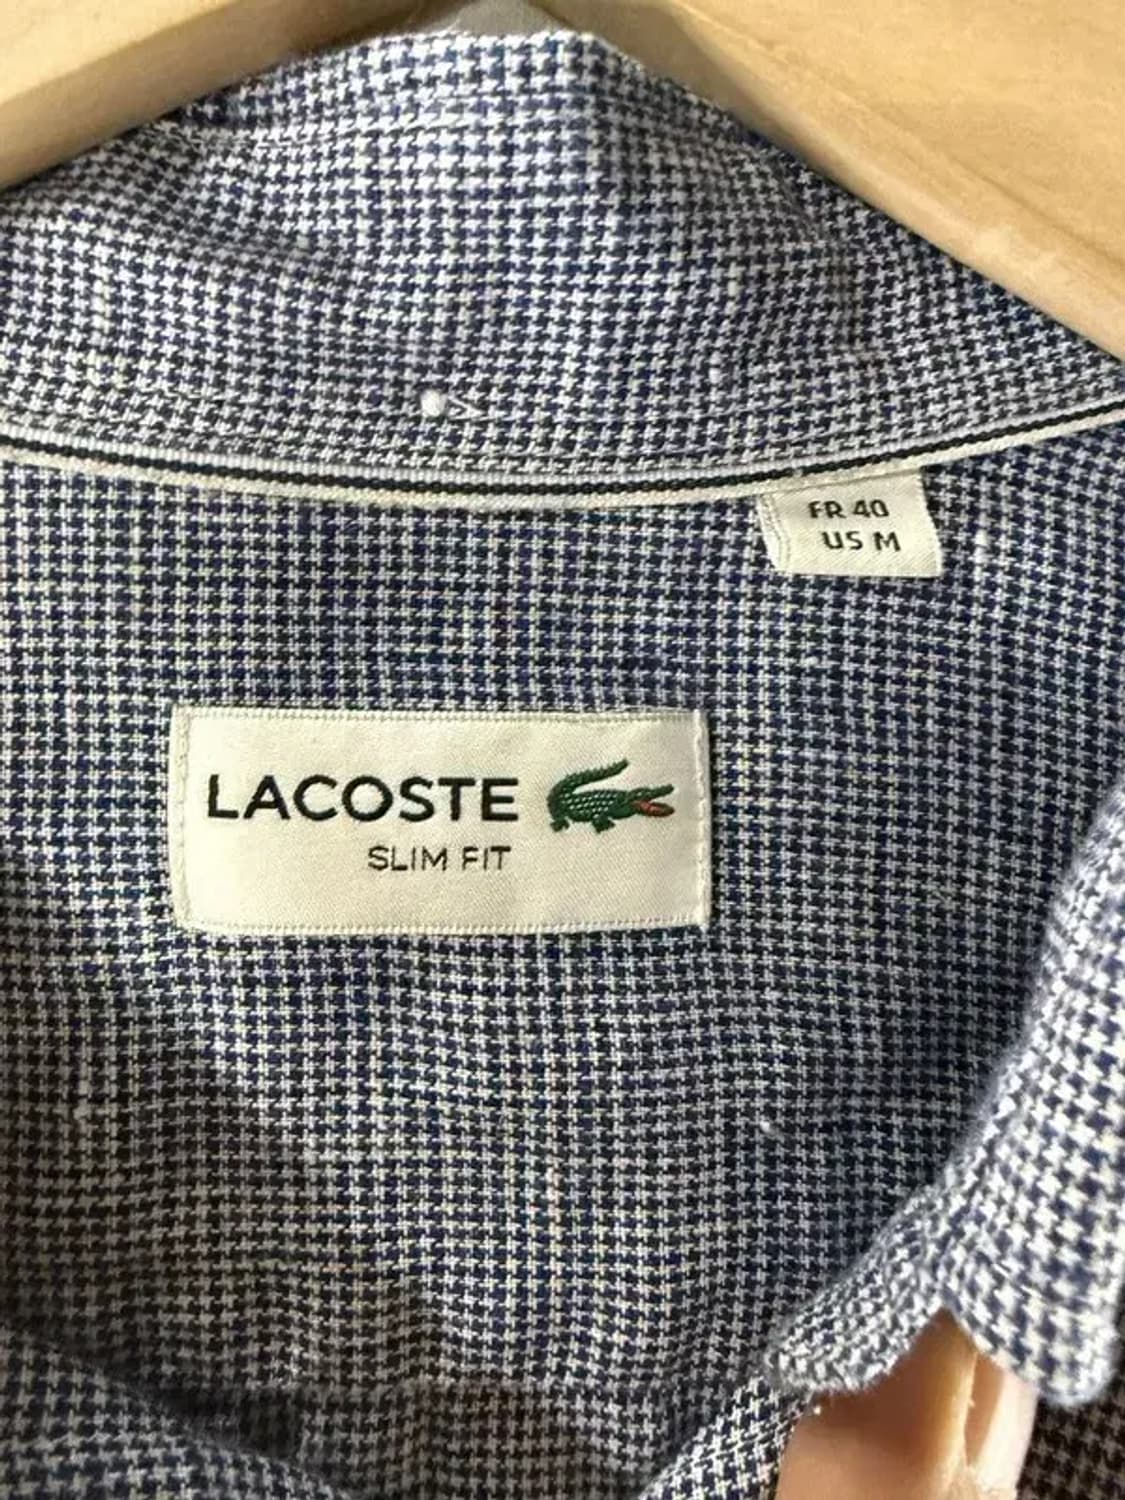 FR 40
US M
LACOSTE
SLIM FIT